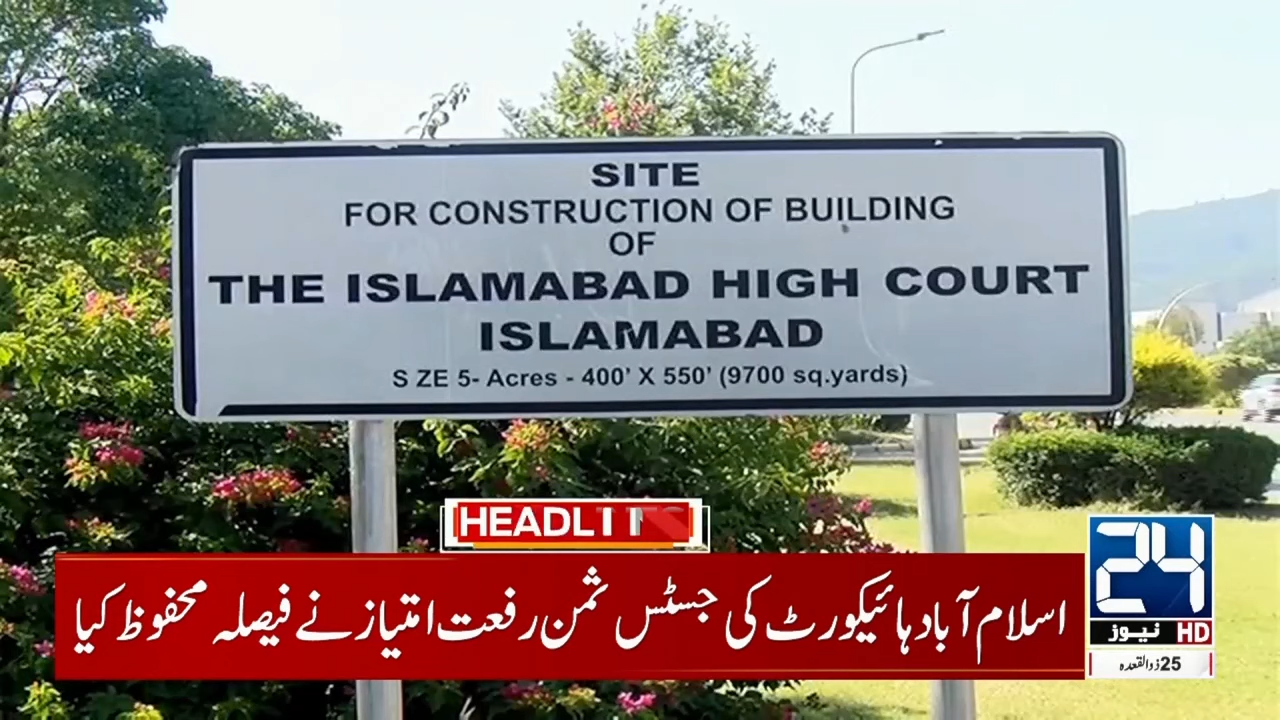 SITE
FOR CONSTRUCTION OF BUILDING
OF
THE ISLAMABAD HIGH COURT
ISLAMABAD
S ZE 5- Acres - 400' X 550' (9700 sq.yards)
اسلام آباد ہائیکورٹ کی جسٹس ثمن رفعت امتیاز نے فیصلہ محفوظ کیا
24
نیوز HD
25 ذوالقعدہ